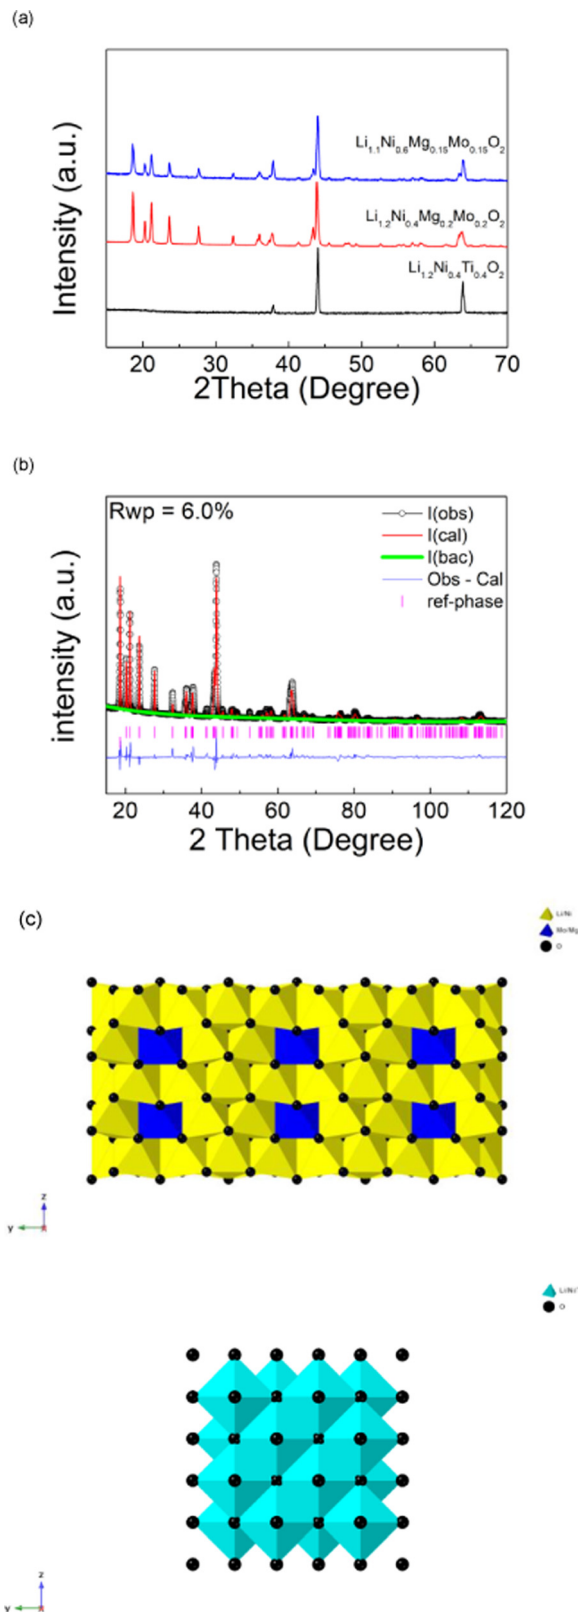 (a)
Intensity (a.u.)
Li1.1Ni0.6Mg0.15Mo0.15O2
Li1.2Ni0.4Mg0.2Mo0.2O2
Li1.2Ni0.4Ti0.4O2
20 30 40 50 60 70
2Theta (Degree)
(b)
intensity (a.u.)
Rwp = 6.0%
I(obs)
I(cal)
I(bac)
Obs - Cal
ref-phase
20 40 60 80 100 120
2 Theta (Degree)
(c)
Li/Ni
Mo/Mg
O
z
y
Li/Ni/
O
z
y